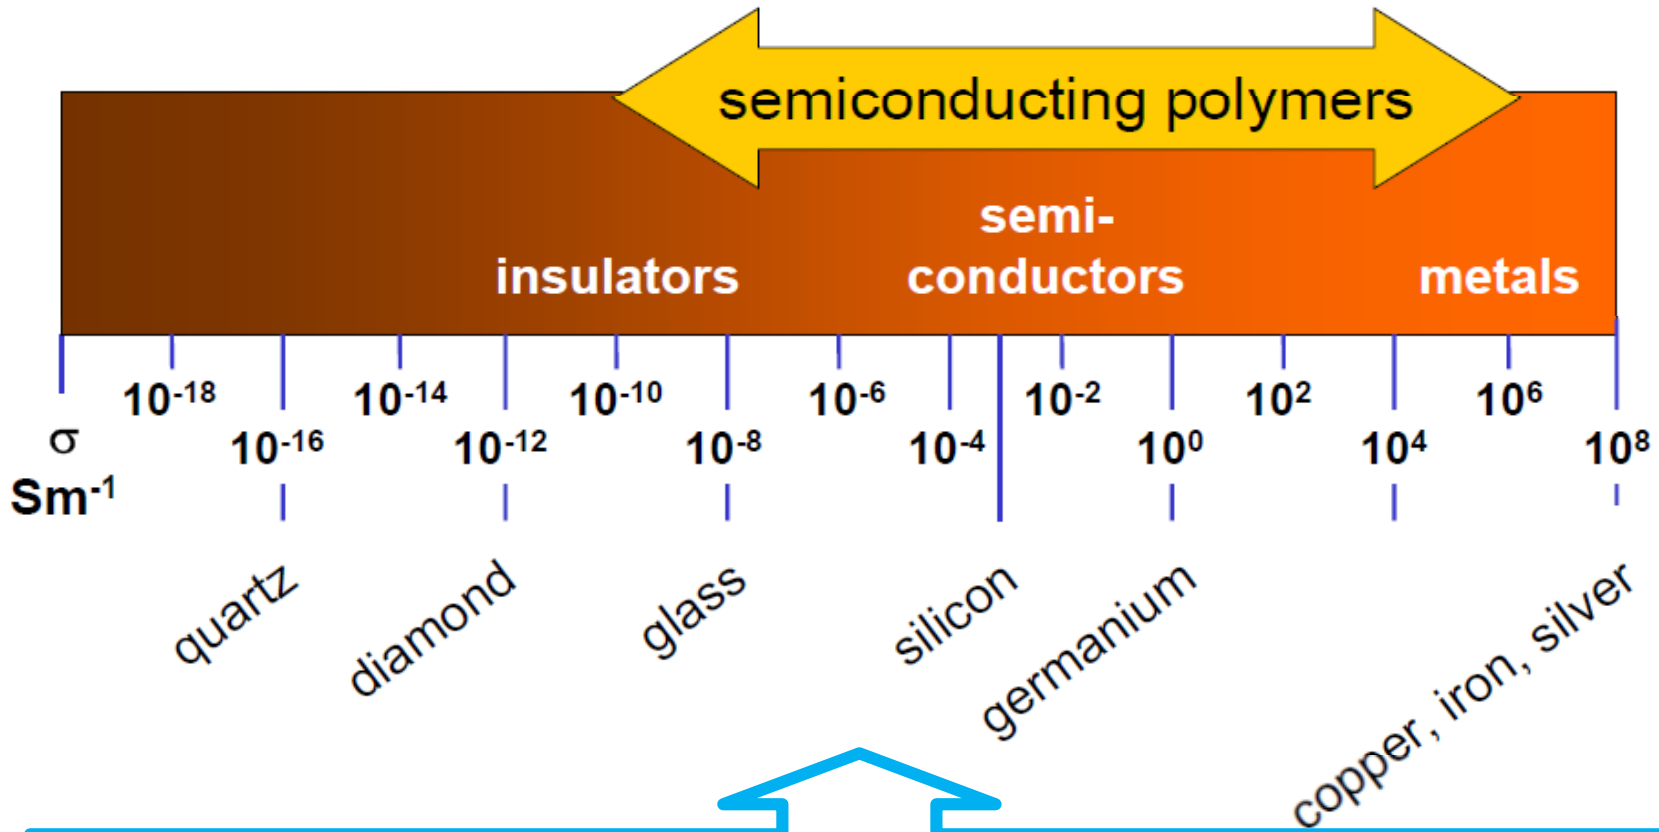 semiconducting polymers
semi-
insulators conductors metals
10⁻¹⁸ 10⁻¹⁴ 10⁻¹⁰ 10⁻⁶ 10⁻² 10² 10⁶
σ 10⁻¹⁶ 10⁻¹² 10⁻⁸ 10⁻⁴ 10⁰ 10⁴ 10⁸
Sm⁻¹
quartz
diamond
glass
silicon
germanium
copper, iron, silver